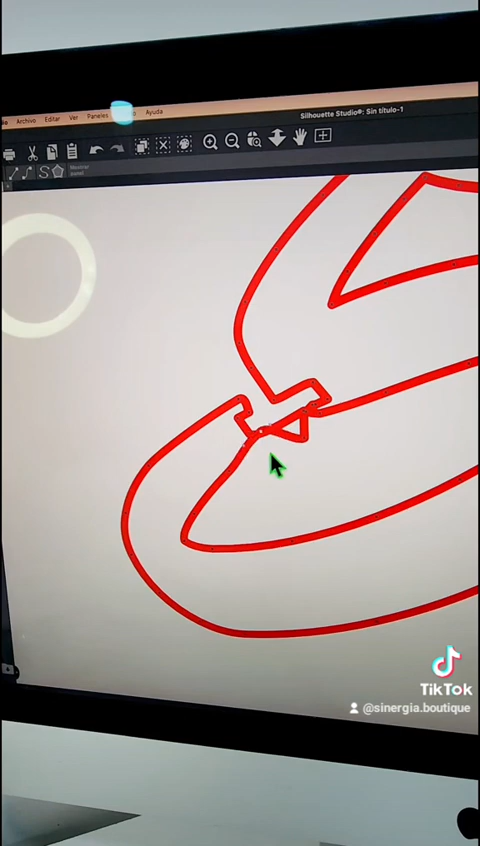 Archivo Editar Ver Paneles Ayuda
Silhouette Studio®: Sin título-1
TikTok
@sinergia.boutique